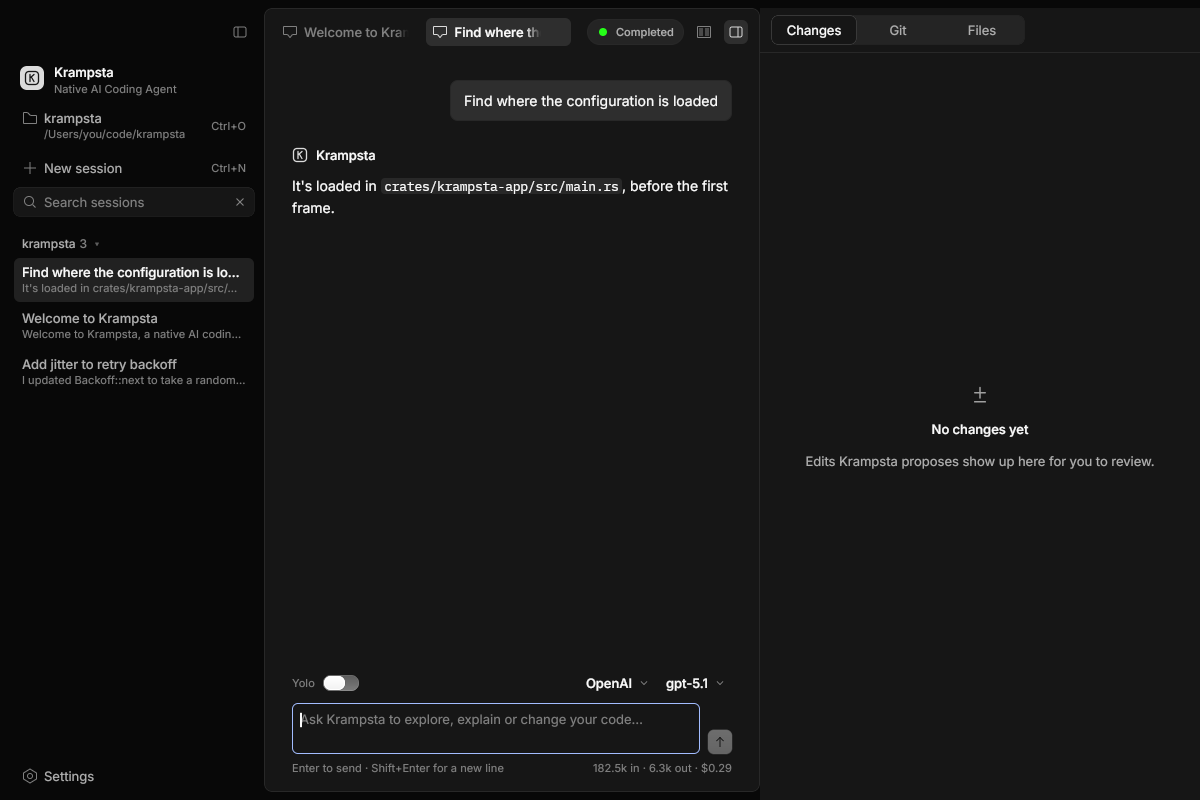 Krampsta
Native AI Coding Agent
krampsta
/Users/you/code/krampsta
Ctrl+O
New session
Ctrl+N
Search sessions
krampsta 3
Find where the configuration is lo...
It's loaded in crates/krampsta-app/src/...
Welcome to Krampsta
Welcome to Krampsta, a native AI codin...
Add jitter to retry backoff
I updated Backoff::next to take a random...
Settings
Welcome to Kra
Find where th
Completed
Find where the configuration is loaded
K Krampsta
It's loaded in crates/krampsta-app/src/main.rs, before the first
frame.
Yolo
OpenAI
gpt-5.1
Ask Krampsta to explore, explain or change your code...
Enter to send · Shift+Enter for a new line
182.5k in · 6.3k out · $0.29
Changes
Git
Files
No changes yet
Edits Krampsta proposes show up here for you to review.